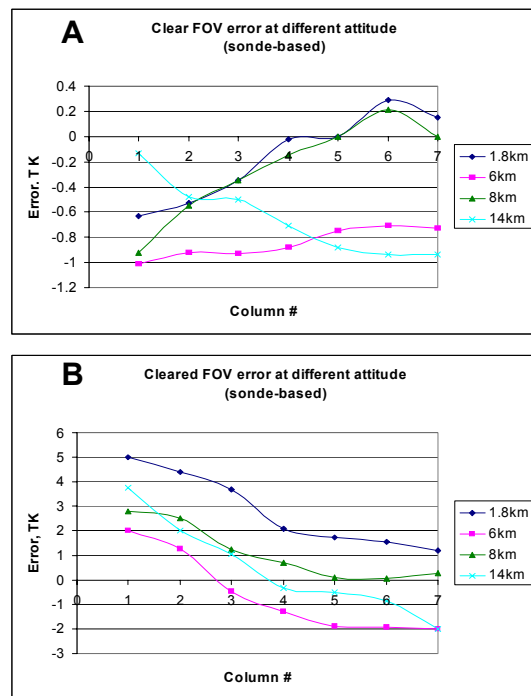 A
Clear FOV error at different attitude
(sonde-based)
0.4
0.2
0
-0.2
-0.4
-0.6
-0.8
-1
-1.2
0 1 2 3 4 5 6 7
Error. T K
Column #
1.8km
6km
8km
14km
B
Cleared FOV error at different attitude
(sonde-based)
6
5
4
3
2
1
0
-1
-2
-3
0 1 2 3 4 5 6 7
Error, TK
Column #
1.8km
6km
8km
14km